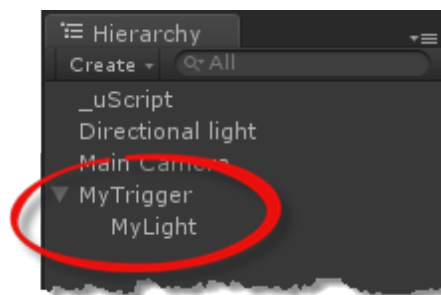 Hierarchy
Create All
_uScript
Directional light
Main Camera
MyTrigger
MyLight